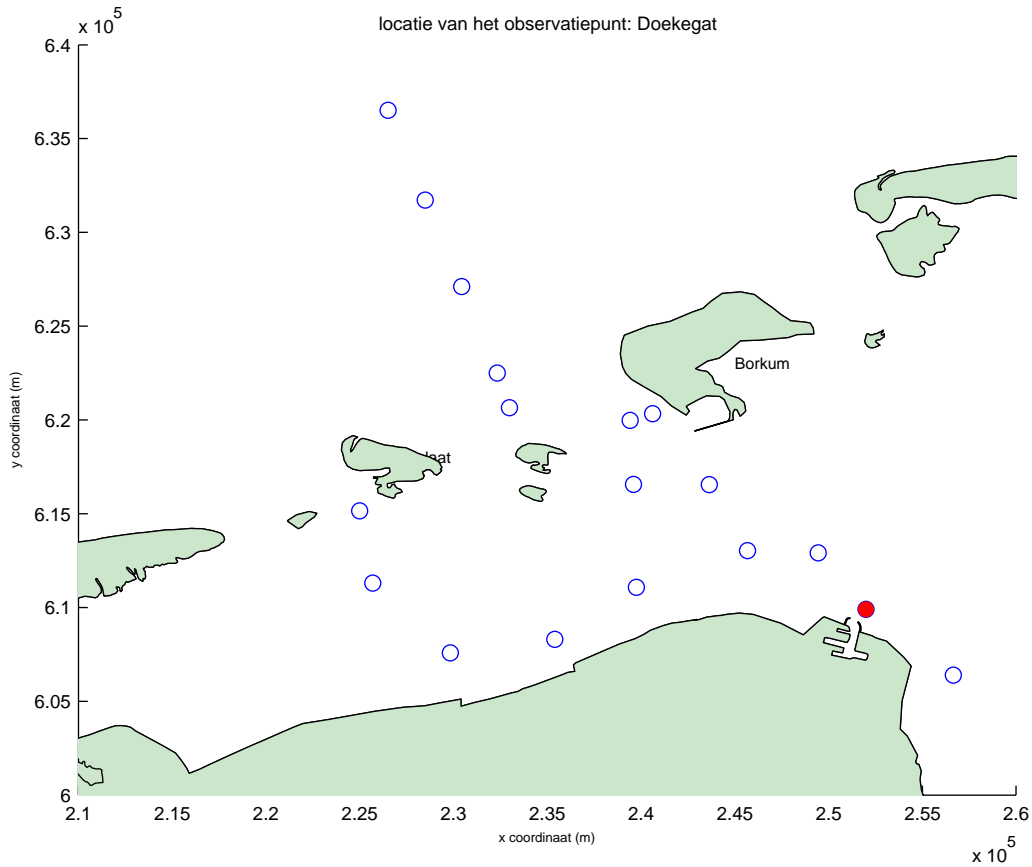 locatie van het observatiepunt: Doekegat
x 10^5
6.4
6.35
6.3
6.25
6.2
6.15
6.1
6.05
6
y coordinaat (m)
Borkum
laat
2.1
2.15
2.2
2.25
2.3
2.35
2.4
2.45
2.5
2.55
2.6
x coordinaat (m)
x 10^5